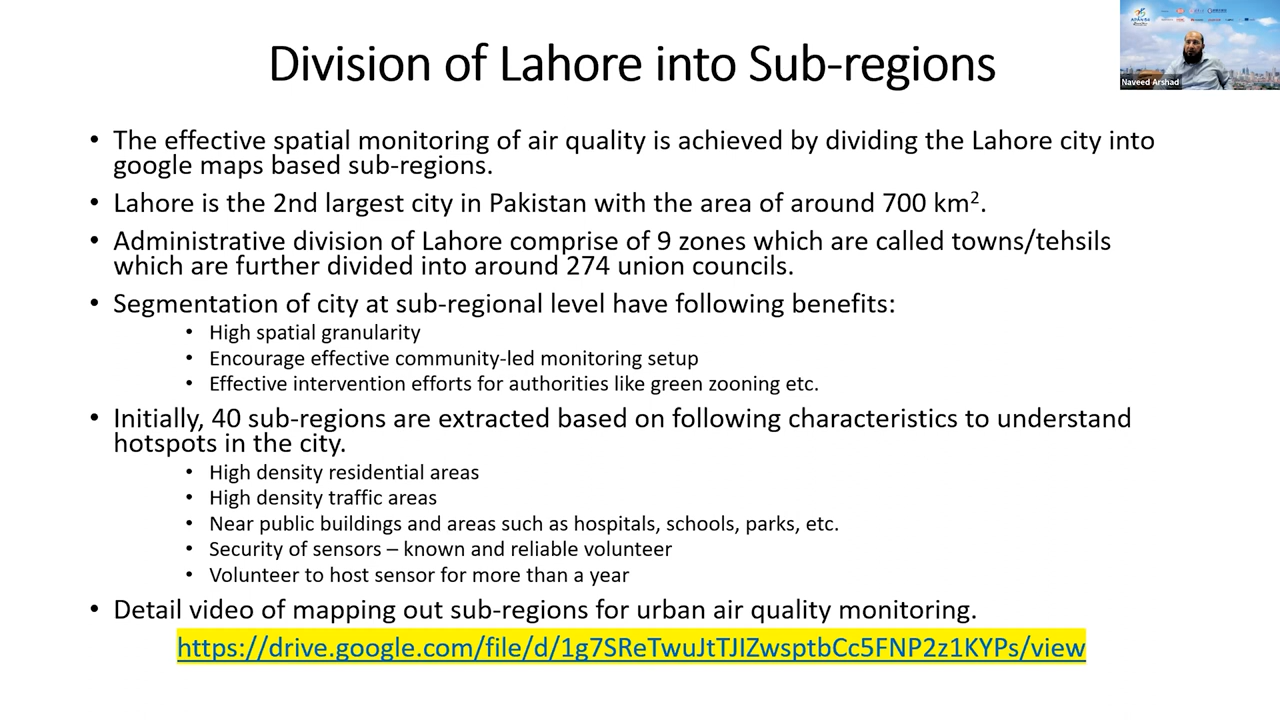 Division of Lahore into Sub-regions
Naveed Arshad
• The effective spatial monitoring of air quality is achieved by dividing the Lahore city into
google maps based sub-regions.
• Lahore is the 2nd largest city in Pakistan with the area of around 700 km².
• Administrative division of Lahore comprise of 9 zones which are called towns/tehsils
which are further divided into around 274 union councils.
• Segmentation of city at sub-regional level have following benefits:
• High spatial granularity
• Encourage effective community-led monitoring setup
• Effective intervention efforts for authorities like green zooning etc.
• Initially, 40 sub-regions are extracted based on following characteristics to understand
hotspots in the city.
• High density residential areas
• High density traffic areas
• Near public buildings and areas such as hospitals, schools, parks, etc.
• Security of sensors – known and reliable volunteer
• Volunteer to host sensor for more than a year
• Detail video of mapping out sub-regions for urban air quality monitoring.
https://drive.google.com/file/d/1g7SReTwuJtTJIZwsptbCc5FNP2z1KYPs/view